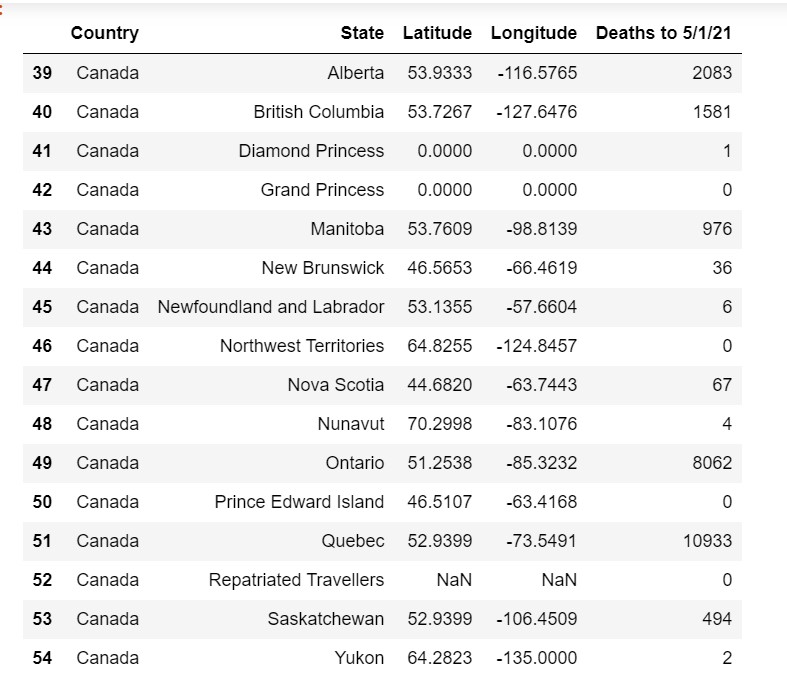 Country State Latitude Longitude Deaths to 5/1/21
39 Canada Alberta 53.9333 -116.5765 2083
40 Canada British Columbia 53.7267 -127.6476 1581
41 Canada Diamond Princess 0.0000 0.0000 1
42 Canada Grand Princess 0.0000 0.0000 0
43 Canada Manitoba 53.7609 -98.8139 976
44 Canada New Brunswick 46.5653 -66.4619 36
45 Canada Newfoundland and Labrador 53.1355 -57.6604 6
46 Canada Northwest Territories 64.8255 -124.8457 0
47 Canada Nova Scotia 44.6820 -63.7443 67
48 Canada Nunavut 70.2998 -83.1076 4
49 Canada Ontario 51.2538 -85.3232 8062
50 Canada Prince Edward Island 46.5107 -63.4168 0
51 Canada Quebec 52.9399 -73.5491 10933
52 Canada Repatriated Travellers NaN NaN 0
53 Canada Saskatchewan 52.9399 -106.4509 494
54 Canada Yukon 64.2823 -135.0000 2